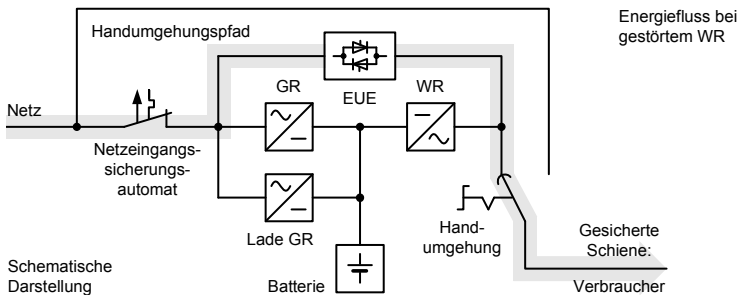 Handumgehungspfad
Energiefluss bei
gestörtem WR
Netz
GR
EUE
WR
Netzeingangs-
sicherungs-
automat
Lade GR
Hand-
umgehung
Gesicherte
Schiene:
Schematische
Darstellung
Batterie
Verbraucher